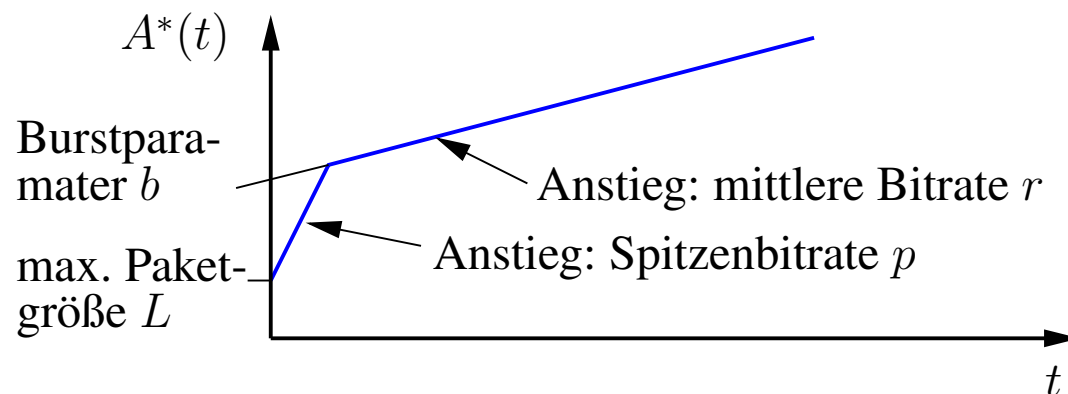 A*(t)
Burstpara-
mater b
Anstieg: mittlere Bitrate r
Anstieg: Spitzenbitrate p
max. Paket-
größe L
t